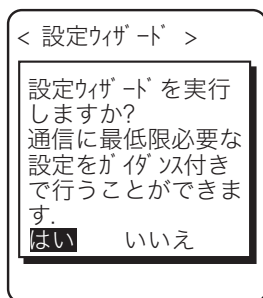 < 設定ｳｨｻﾞｰﾄﾞ >
設定ｳｨｻﾞｰﾄﾞを実行
しますか?
通信に最低限必要な
設定をｶﾞｲﾀﾞﾝｽ付き
で行うことができま
す.
はい いいえ